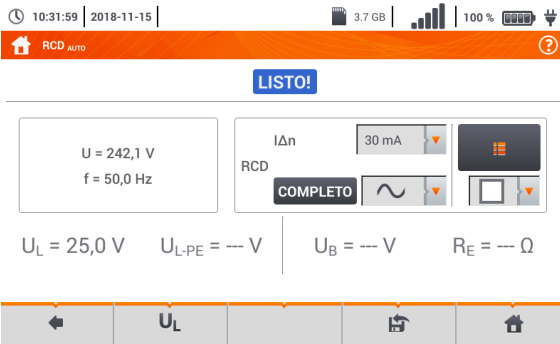 10:31:59 2018-11-15 3.7 GB 100 %
RCD AUTO ?
LISTO!
U = 242,1 V
f = 50,0 Hz
IΔn 30 mA
RCD
COMPLETO
UL = 25,0 V UL-PE = --- V UB = --- V RE = --- Ω
UL